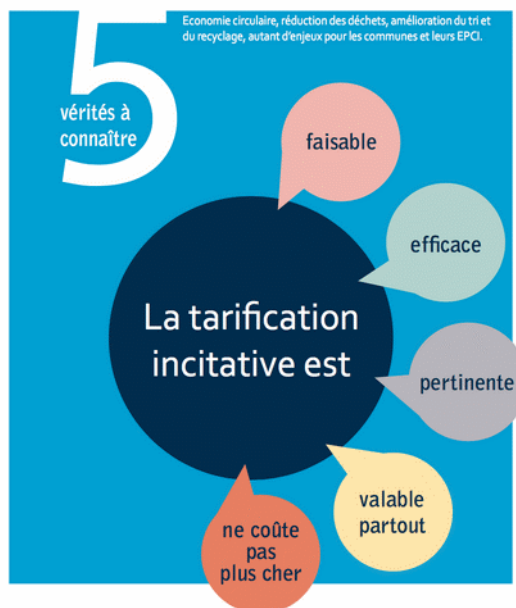 Economie circulaire, réduction des déchets, amélioration du tri et
du recyclage, autant d'enjeux pour les communes et leurs EPCI.
5
vérités à
connaître
faisable
efficace
La tarification
incitative est
pertinente
valable
partout
ne coûte
pas
plus cher